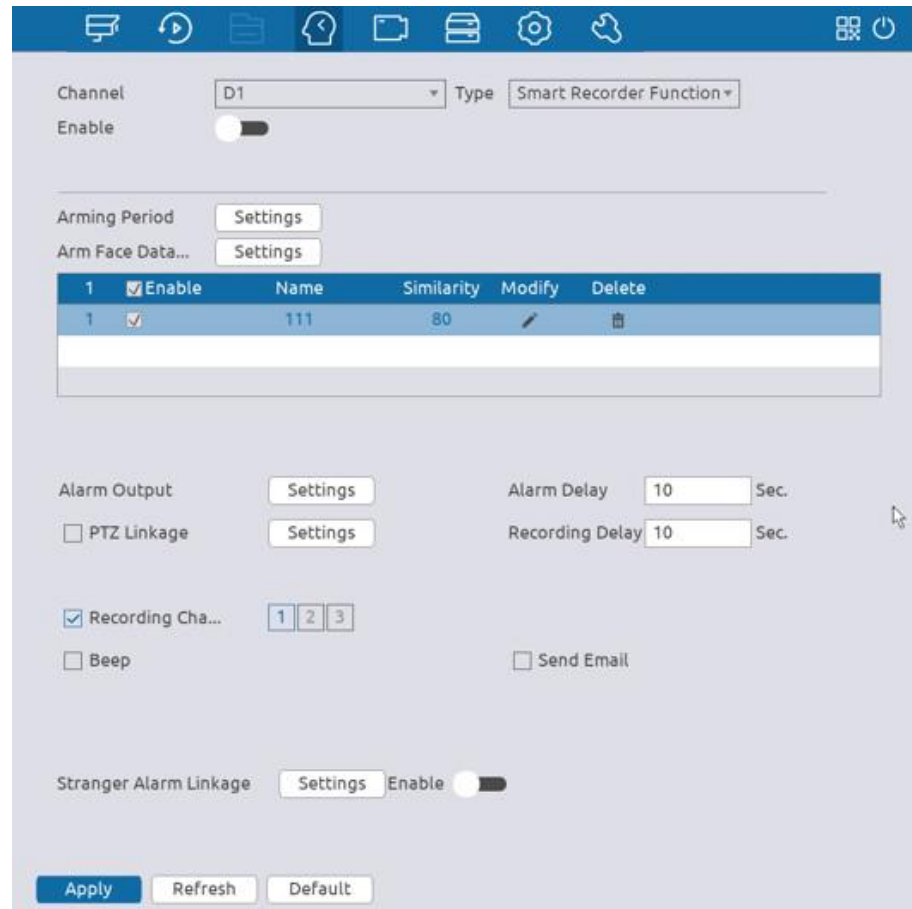 Channel D1 Type Smart Recorder Function
Enable
Arming Period Settings
Arm Face Data... Settings
1 Enable Name Similarity Modify Delete
1 111 80
Alarm Output Settings Alarm Delay 10 Sec.
PTZ Linkage Settings Recording Delay 10 Sec.
Recording Cha... 1 2 3
Beep Send Email
Stranger Alarm Linkage Settings Enable
Apply Refresh Default